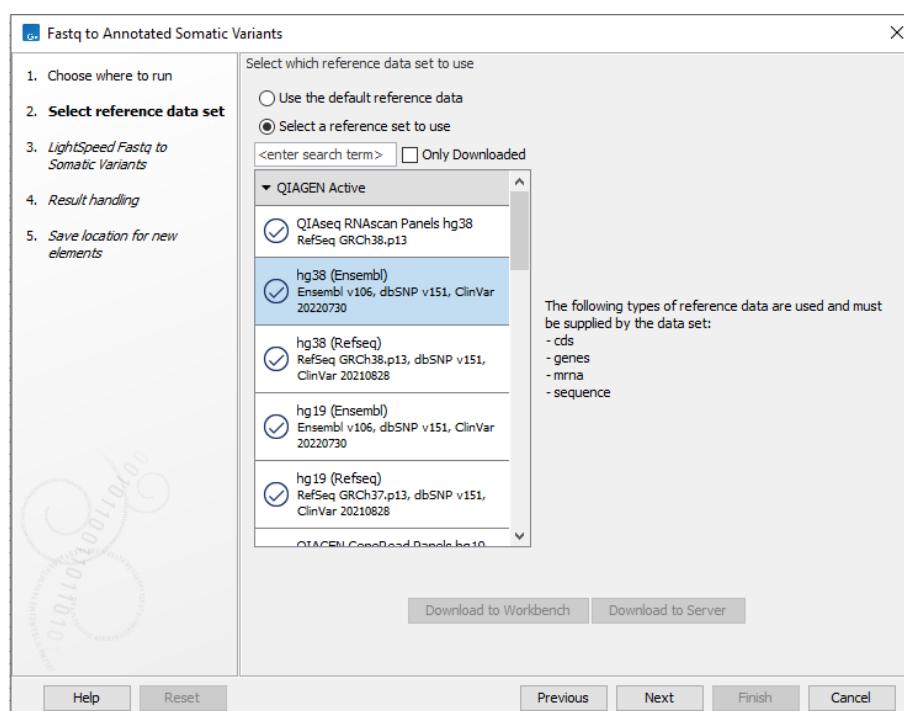 Fastq to Annotated Somatic Variants
1. Choose where to run
2. Select reference data set
3. LightSpeed Fastq to
Somatic Variants
4. Result handling
5. Save location for new
elements
Select which reference data set to use
Use the default reference data
Select a reference set to use
<enter search term> Only Downloaded
QIAGEN Active
QIAseq RNAscan Panels hg38
RefSeq GRCh38.p13
hg38 (Ensembl)
Ensembl v106, dbSNP v151, ClinVar
20220730
hg38 (Refseq)
RefSeq GRCh38.p13, dbSNP v151,
ClinVar 20210828
hg19 (Ensembl)
Ensembl v106, dbSNP v151, ClinVar
20220730
hg19 (Refseq)
RefSeq GRCh37.p13, dbSNP v151,
ClinVar 20210828
QIAGEN GeneRead Panels hg19
The following types of reference data are used and must
be supplied by the data set:
- cds
- genes
- mrna
- sequence
Download to Workbench Download to Server
Help Reset Previous Next Finish Cancel